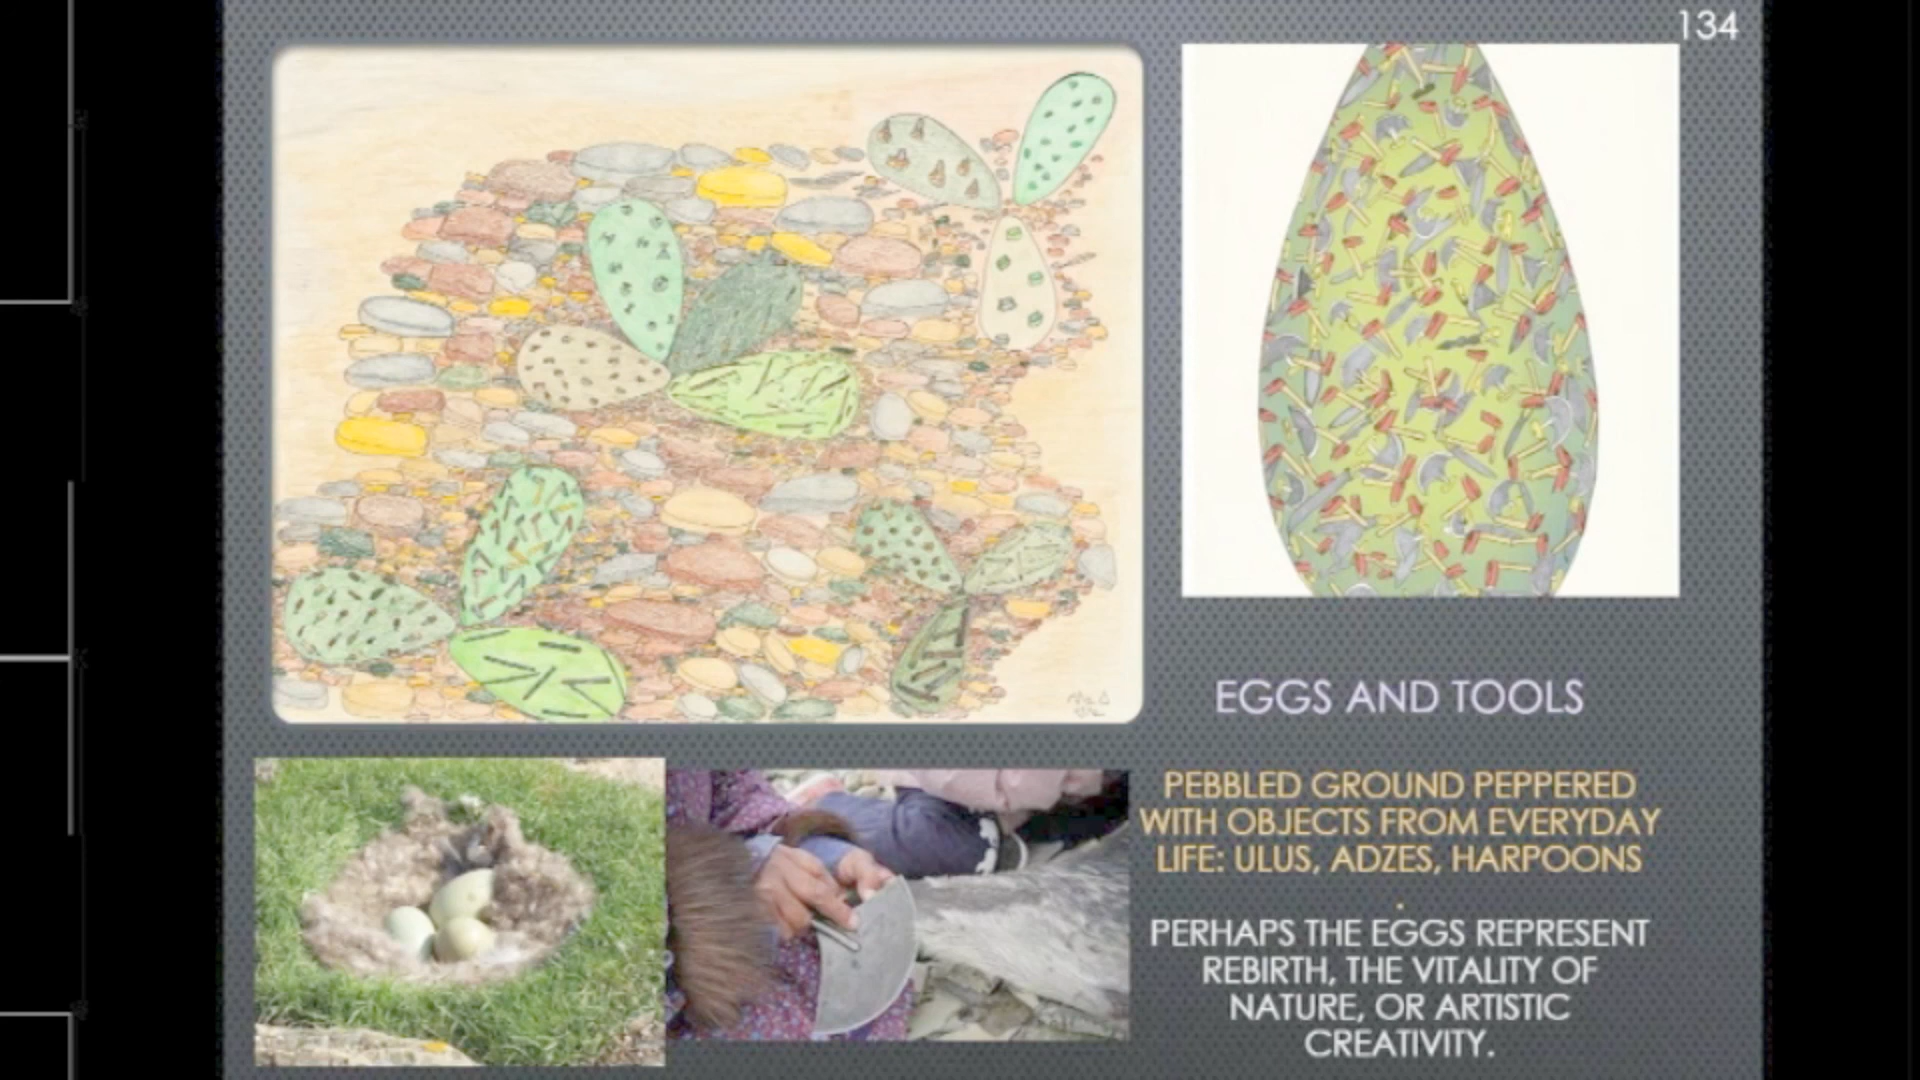 134
EGGS AND TOOLS
PEBBLED GROUND PEPPERED
WITH OBJECTS FROM EVERYDAY
LIFE: ULUS, ADZES, HARPOONS
.
PERHAPS THE EGGS REPRESENT
REBIRTH, THE VITALITY OF
NATURE, OR ARTISTIC
CREATIVITY.